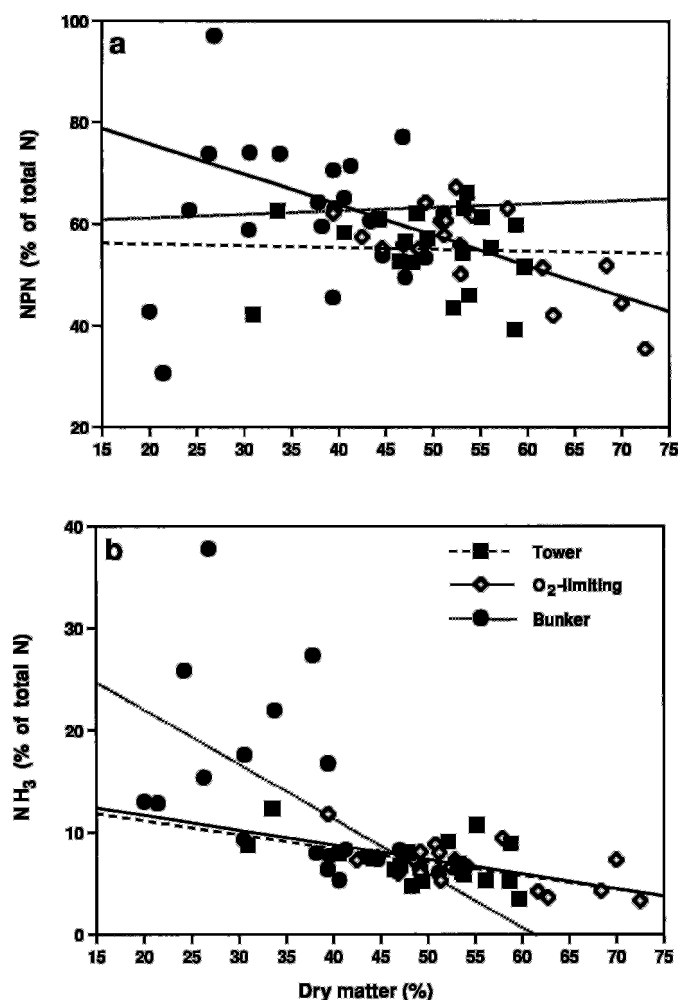 a
NPN (% of total N)
100
80
60
40
20
15 20 25 30 35 40 45 50 55 60 65 70 75
b
NH3 (% of total N)
40
30
20
10
0
Tower
O2-limiting
Bunker
15 20 25 30 35 40 45 50 55 60 65 70 75
Dry matter (%)